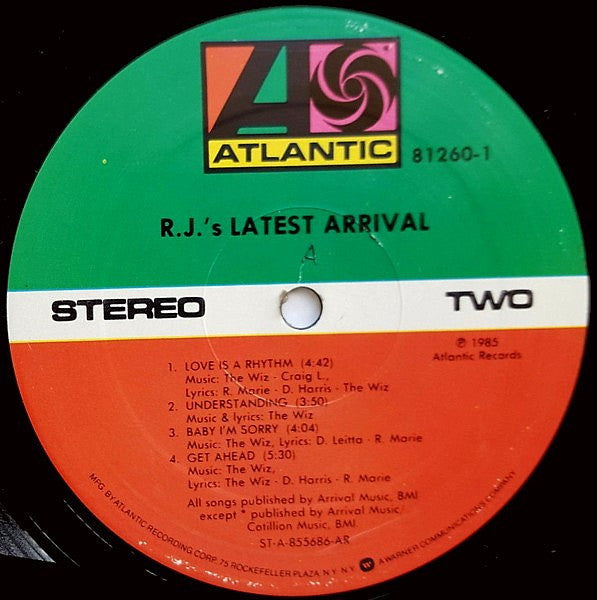 ATLANTIC
81260-1
R.J.'s LATEST ARRIVAL
A
STEREO
TWO
℗ 1985
Atlantic Records
1. LOVE IS A RHYTHM (4:42)
Music: The Wiz - Craig L.,
Lyrics: R. Marie - D. Harris - The Wiz
2. UNDERSTANDING (3:50)
Music & lyrics: The Wiz
3. BABY I'M SORRY (4:04)
Music: The Wiz, Lyrics: D. Leitta - R. Marie
4. GET AHEAD (5:30)
Music: The Wiz,
Lyrics: The Wiz - D. Harris - R. Marie
All songs published by Arrival Music, BMI
except * published by Arrival Music/
Cotillion Music, BMI
ST-A-855686-AR
MFG. BY ATLANTIC RECORDING CORP. 75 ROCKEFELLER PLAZA, N.Y. N.Y. A WARNER COMMUNICATIONS COMPANY